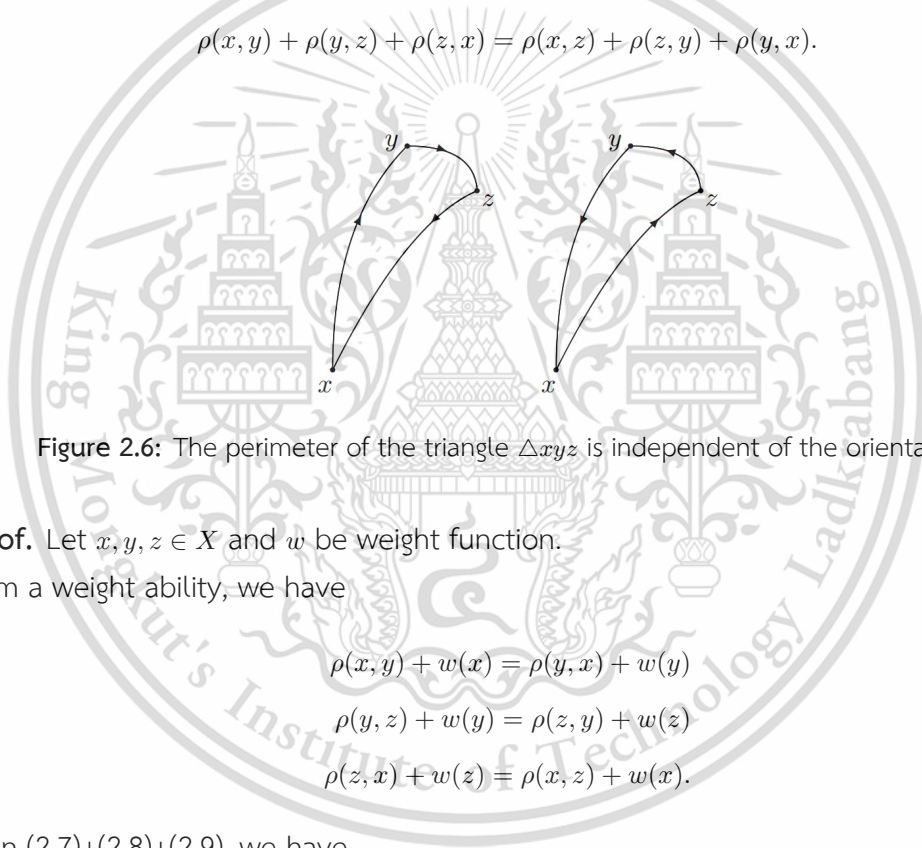 ρ(x, y) + ρ(y, z) + ρ(z, x) = ρ(x, z) + ρ(z, y) + ρ(y, x).
y
z
x
y
z
x
Figure 2.6: The perimeter of the triangle △xyz is independent of the orienta
of. Let x, y, z ∈ X and w be weight function.
m a weight ability, we have
ρ(x, y) + w(x) = ρ(y, x) + w(y)
ρ(y, z) + w(y) = ρ(z, y) + w(z)
ρ(z, x) + w(z) = ρ(x, z) + w(x).
n (2.7)+(2.8)+(2.9), we have
King Mongkut's Institute of Technology Ladkrabang